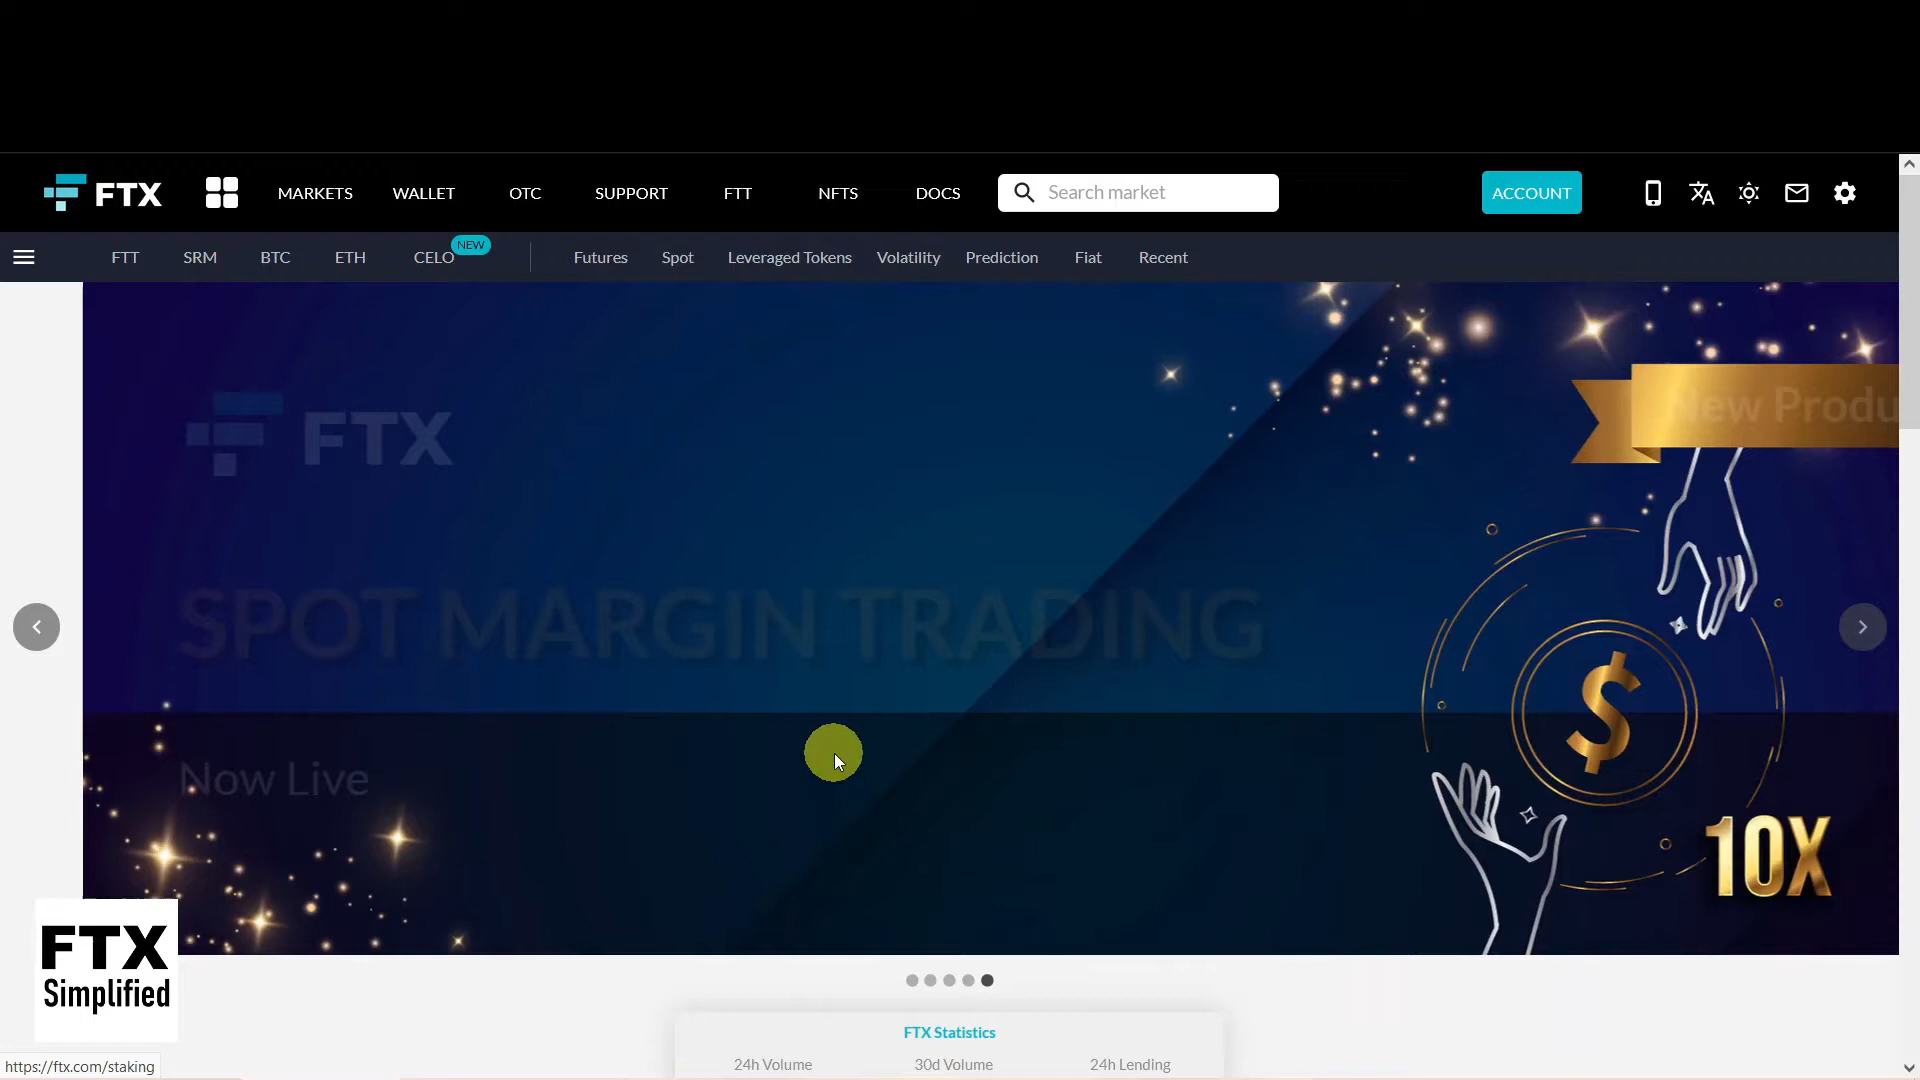 FTX MARKETS WALLET OTC SUPPORT FTT NFTS DOCS Search market ACCOUNT
FTT SRM BTC ETH CELO NEW Futures Spot Leveraged Tokens Volatility Prediction Fiat Recent
New Produ
FTX
SPOT MARGIN TRADING
Now Live
$
10X
FTX
Simplified
FTX Statistics
24h Volume 30d Volume 24h Lending
https://ftx.com/staking